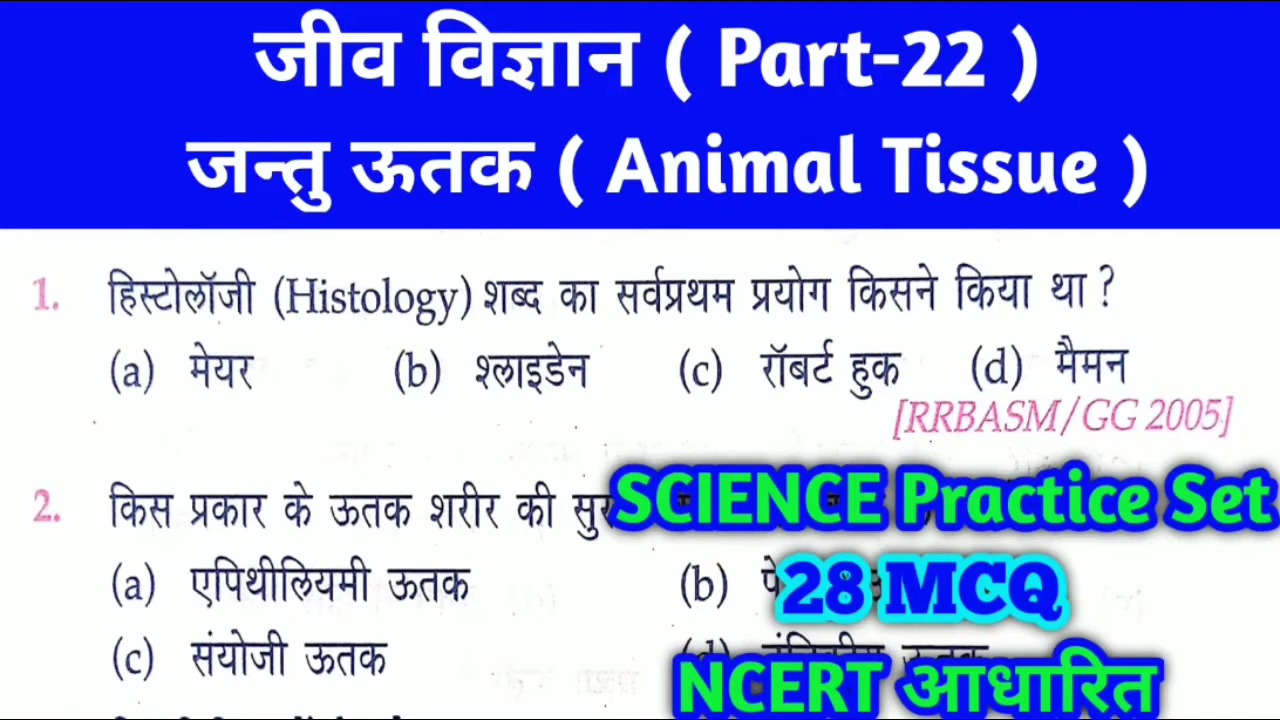 जीव विज्ञान ( Part-22 )
जन्तु ऊतक ( Animal Tissue )
1. हिस्टोलॉजी (Histology) शब्द का सर्वप्रथम प्रयोग किसने किया था ?
(a) मेयर (b) श्लाइडेन (c) रॉबर्ट हुक (d) मैमन
[RRBASM/GG 2005]
2. किस प्रकार के ऊतक शरीर की
SCIENCE Practice Set
(a) एपिथीलियमी ऊतक (b)
28 MCQ
(c) संयोजी ऊतक (d) ऊतक
NCERT आधारित